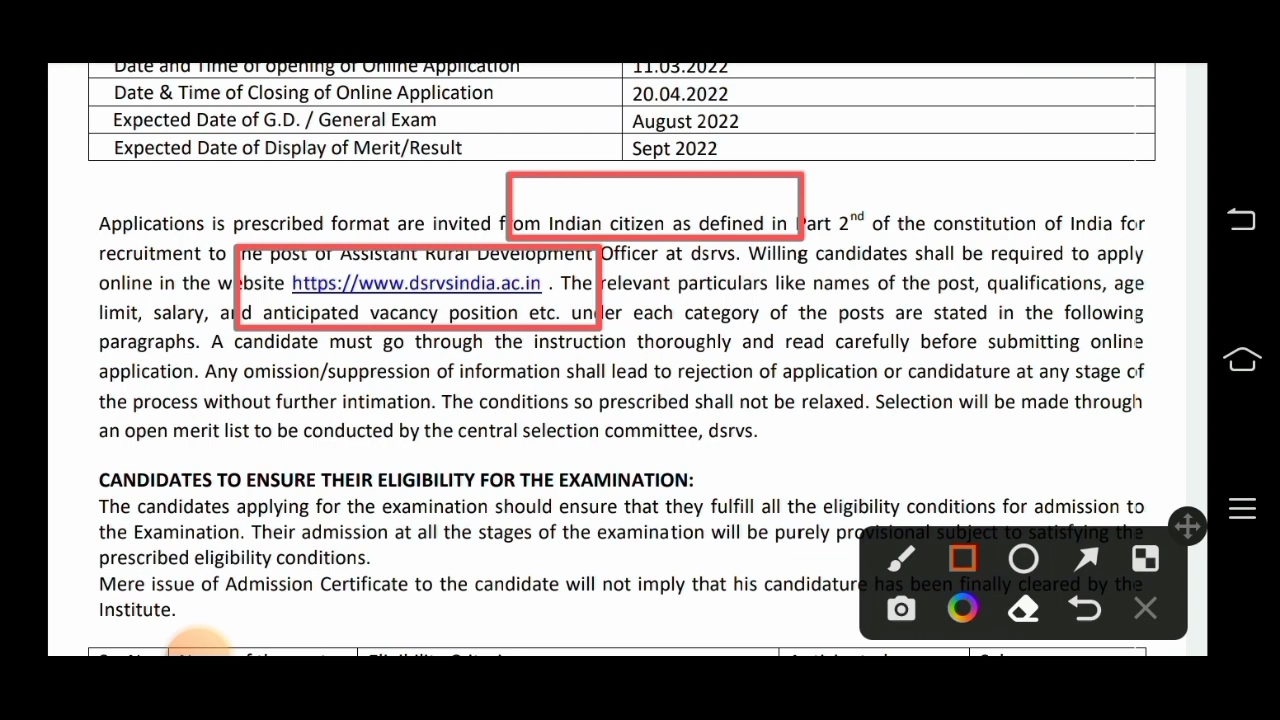 Date and Time of opening of Online Application 11.03.2022
Date & Time of Closing of Online Application 20.04.2022
Expected Date of G.D. / General Exam August 2022
Expected Date of Display of Merit/Result Sept 2022
Applications is prescribed format are invited from Indian citizen as defined in Part 2nd of the constitution of India for
recruitment to the post of Assistant Rural Development Officer at dsrvs. Willing candidates shall be required to apply
online in the website https://www.dsrvsindia.ac.in . The relevant particulars like names of the post, qualifications, age
limit, salary, and anticipated vacancy position etc. under each category of the posts are stated in the following
paragraphs. A candidate must go through the instruction thoroughly and read carefully before submitting online
application. Any omission/suppression of information shall lead to rejection of application or candidature at any stage of
the process without further intimation. The conditions so prescribed shall not be relaxed. Selection will be made through
an open merit list to be conducted by the central selection committee, dsrvs.
CANDIDATES TO ENSURE THEIR ELIGIBILITY FOR THE EXAMINATION:
The candidates applying for the examination should ensure that they fulfill all the eligibility conditions for admission to
the Examination. Their admission at all the stages of the examination will be purely provisional subject to satisfying the
prescribed eligibility conditions.
Mere issue of Admission Certificate to the candidate will not imply that his candidature has been finally cleared by the
Institute.